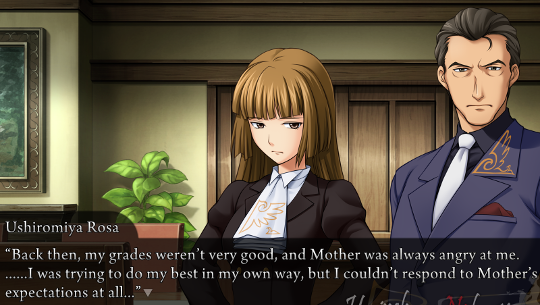 Ushiromiya Rosa
“Back then, my grades weren’t very good, and Mother was always angry at me.
……I was trying to do my best in my own way, but I couldn’t respond to Mother’s
expectations at all...”